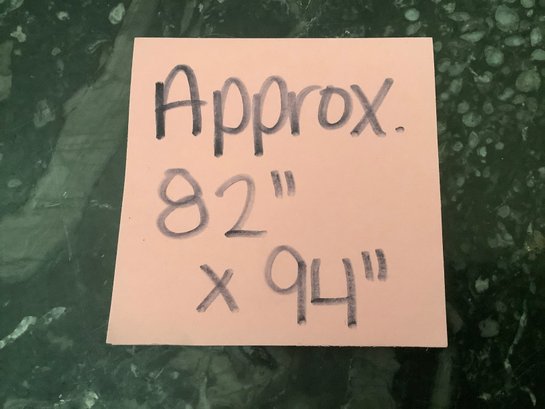 Approx.
82"
x 94"